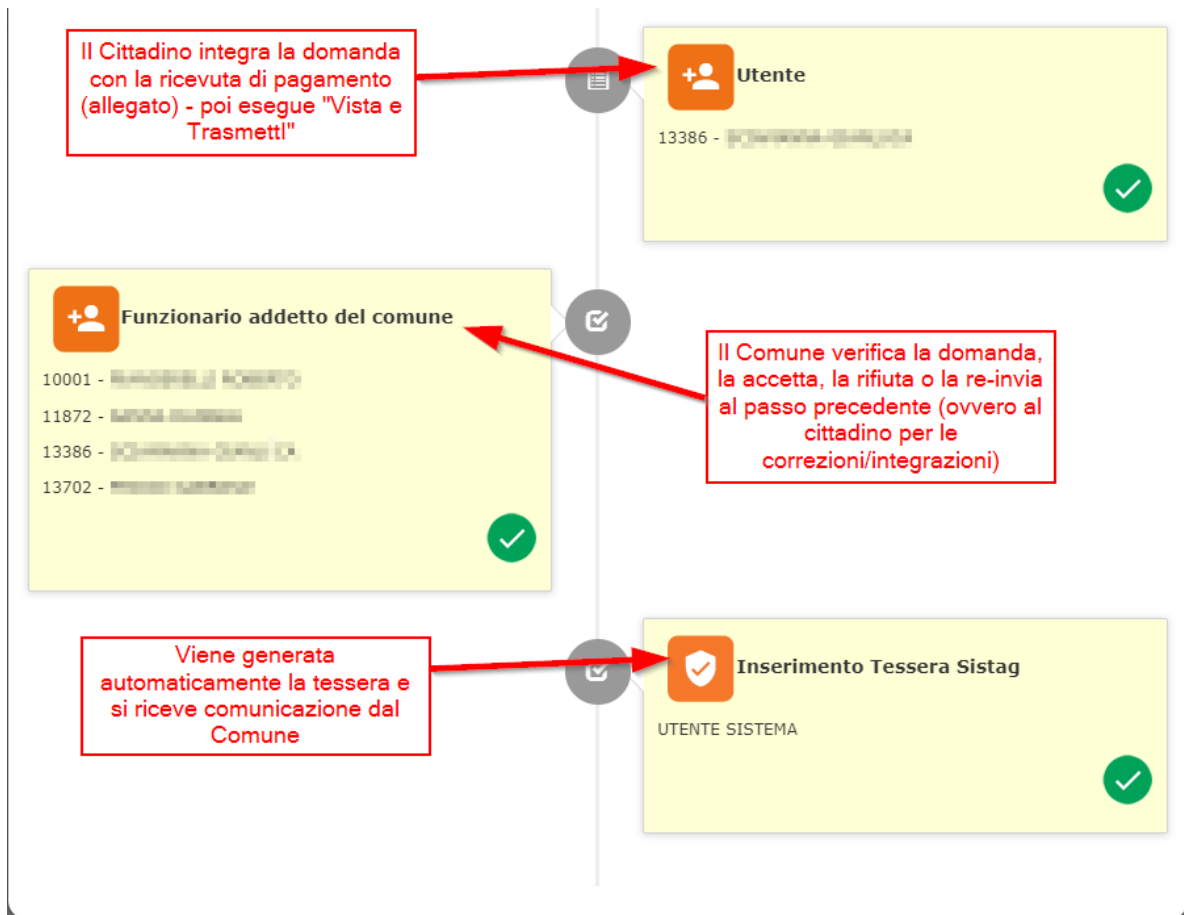 Il Cittadino integra la domanda
con la ricevuta di pagamento
(allegato) - poi esegue "Vista e
TrasmettI"
Utente
13386 -
Funzionario addetto del comune
10001 -
11872 -
13386 -
13702 -
Il Comune verifica la domanda,
la accetta, la rifiuta o la re-invia
al passo precedente (ovvero al
cittadino per le
correzioni/integrazioni)
Viene generata
automaticamente la tessera e
si riceve comunicazione dal
Comune
Inserimento Tessera Sistag
UTENTE SISTEMA